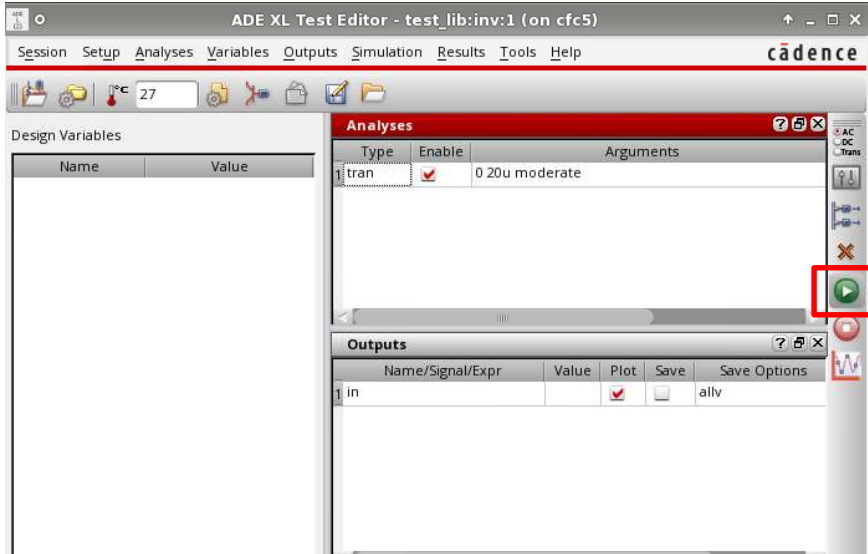 ADE XL Test Editor - test_lib:inv:1 (on cfc5)
Session Setup Analyses Variables Outputs Simulation Results Tools Help cādence
°C 27
Design Variables
Name Value
Analyses
Type Enable Arguments
1 tran 0 20u moderate
AC
DC
Trans
Outputs
Name/Signal/Expr Value Plot Save Save Options
1 in allv